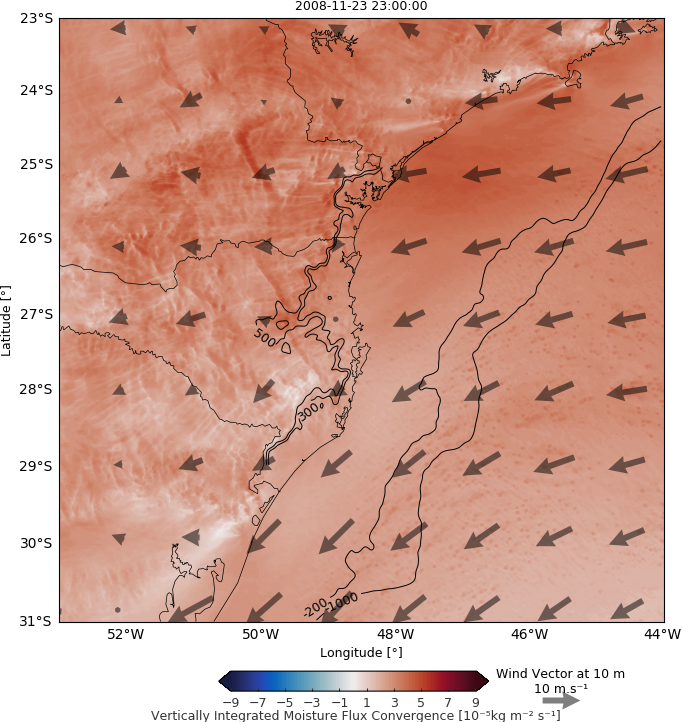 2008-11-23 23:00:00
23°S
24°S
25°S
26°S
27°S
28°S
29°S
30°S
31°S
Latitude [°]
500
300
-200
-1000
52°W 50°W 48°W 46°W 44°W
Longitude [°]
Wind Vector at 10 m
10 m.s⁻¹
−9 −7 −5 −3 −1 1 3 5 7 9
Vertically Integrated Moisture Flux Convergence [10⁻⁵kg m⁻² s⁻¹]